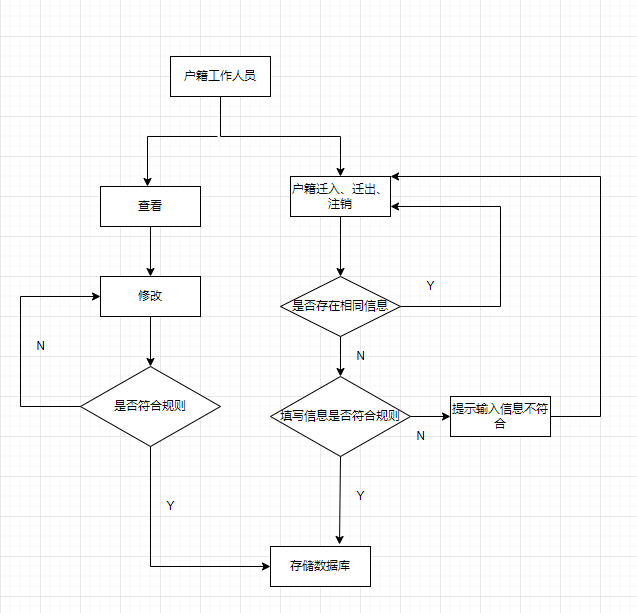 户籍工作人员
户籍迁入、迁出、
注销
查看
是否存在相同信息
Y
修改
N
N
是否符合规则
填写信息是否符合规则
提示输入信息不符
合
N
Y
Y
存储数据库